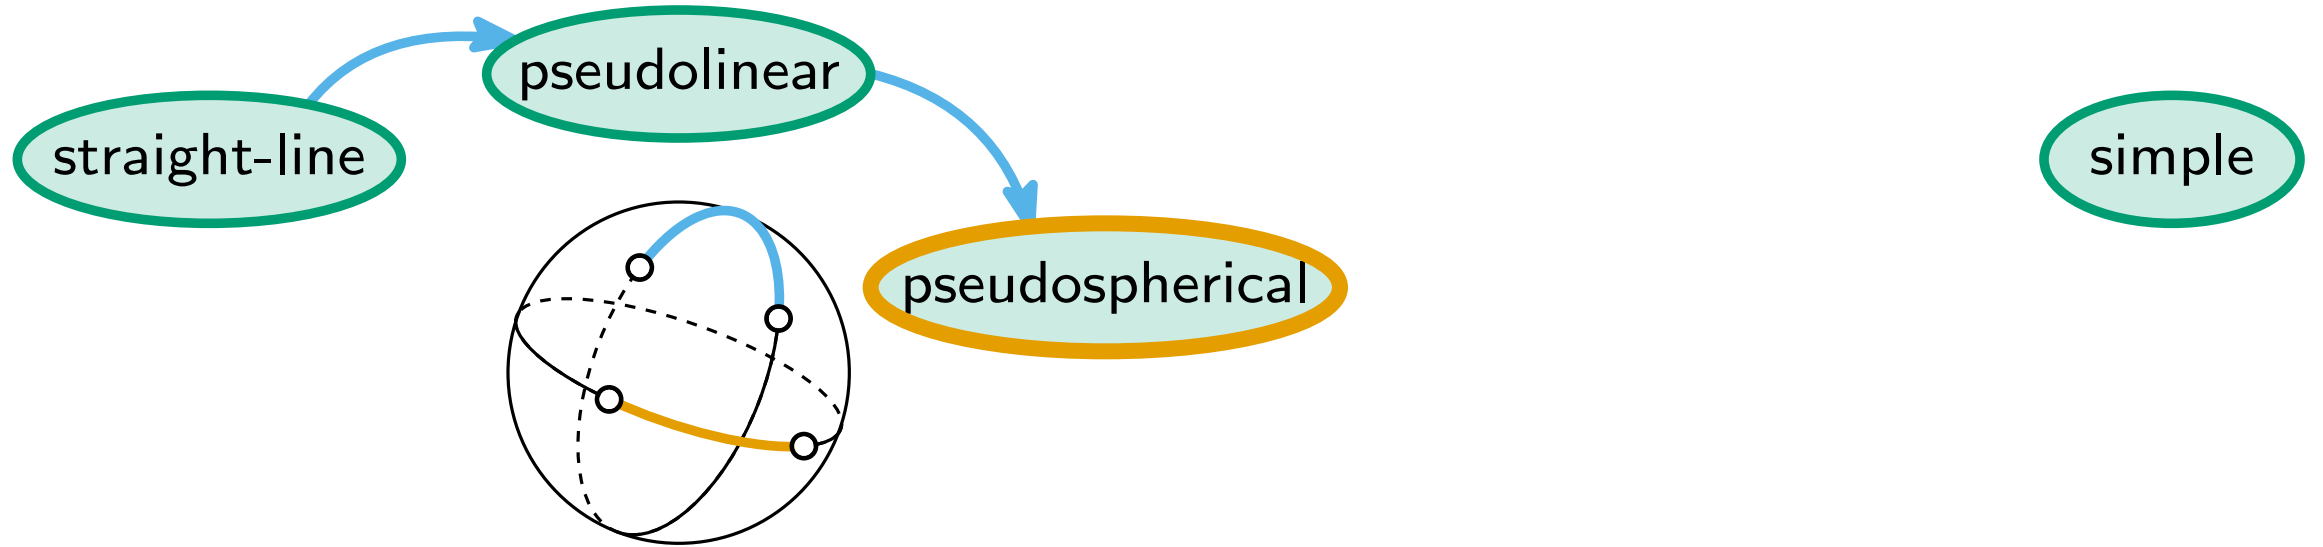 straight-line
pseudolinear
pseudospherical
simple